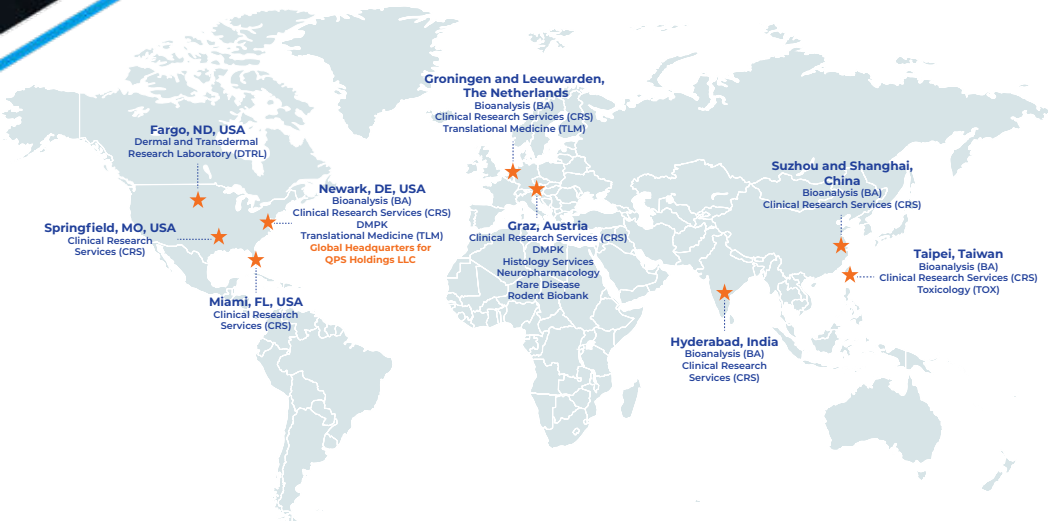 Groningen and Leeuwarden,
The Netherlands
Bioanalysis (BA)
Clinical Research Services (CRS)
Translational Medicine (TLM)
Fargo, ND, USA
Dermal and Transdermal
Research Laboratory (DTRL)
Suzhou and Shanghai,
China
Bioanalysis (BA)
Clinical Research Services (CRS)
Newark, DE, USA
Bioanalysis (BA)
Clinical Research Services (CRS)
DMPK
Translational Medicine (TLM)
Global Headquarters for
QPS Holdings LLC
Springfield, MO, USA
Clinical Research
Services (CRS)
Graz, Austria
Clinical Research Services (CRS)
DMPK
Histology Services
Neuropharmacology
Rare Disease
Rodent Biobank
Taipei, Taiwan
Bioanalysis (BA)
Clinical Research Services (CRS)
Toxicology (TOX)
Miami, FL, USA
Clinical Research
Services (CRS)
Hyderabad, India
Bioanalysis (BA)
Clinical Research
Services (CRS)